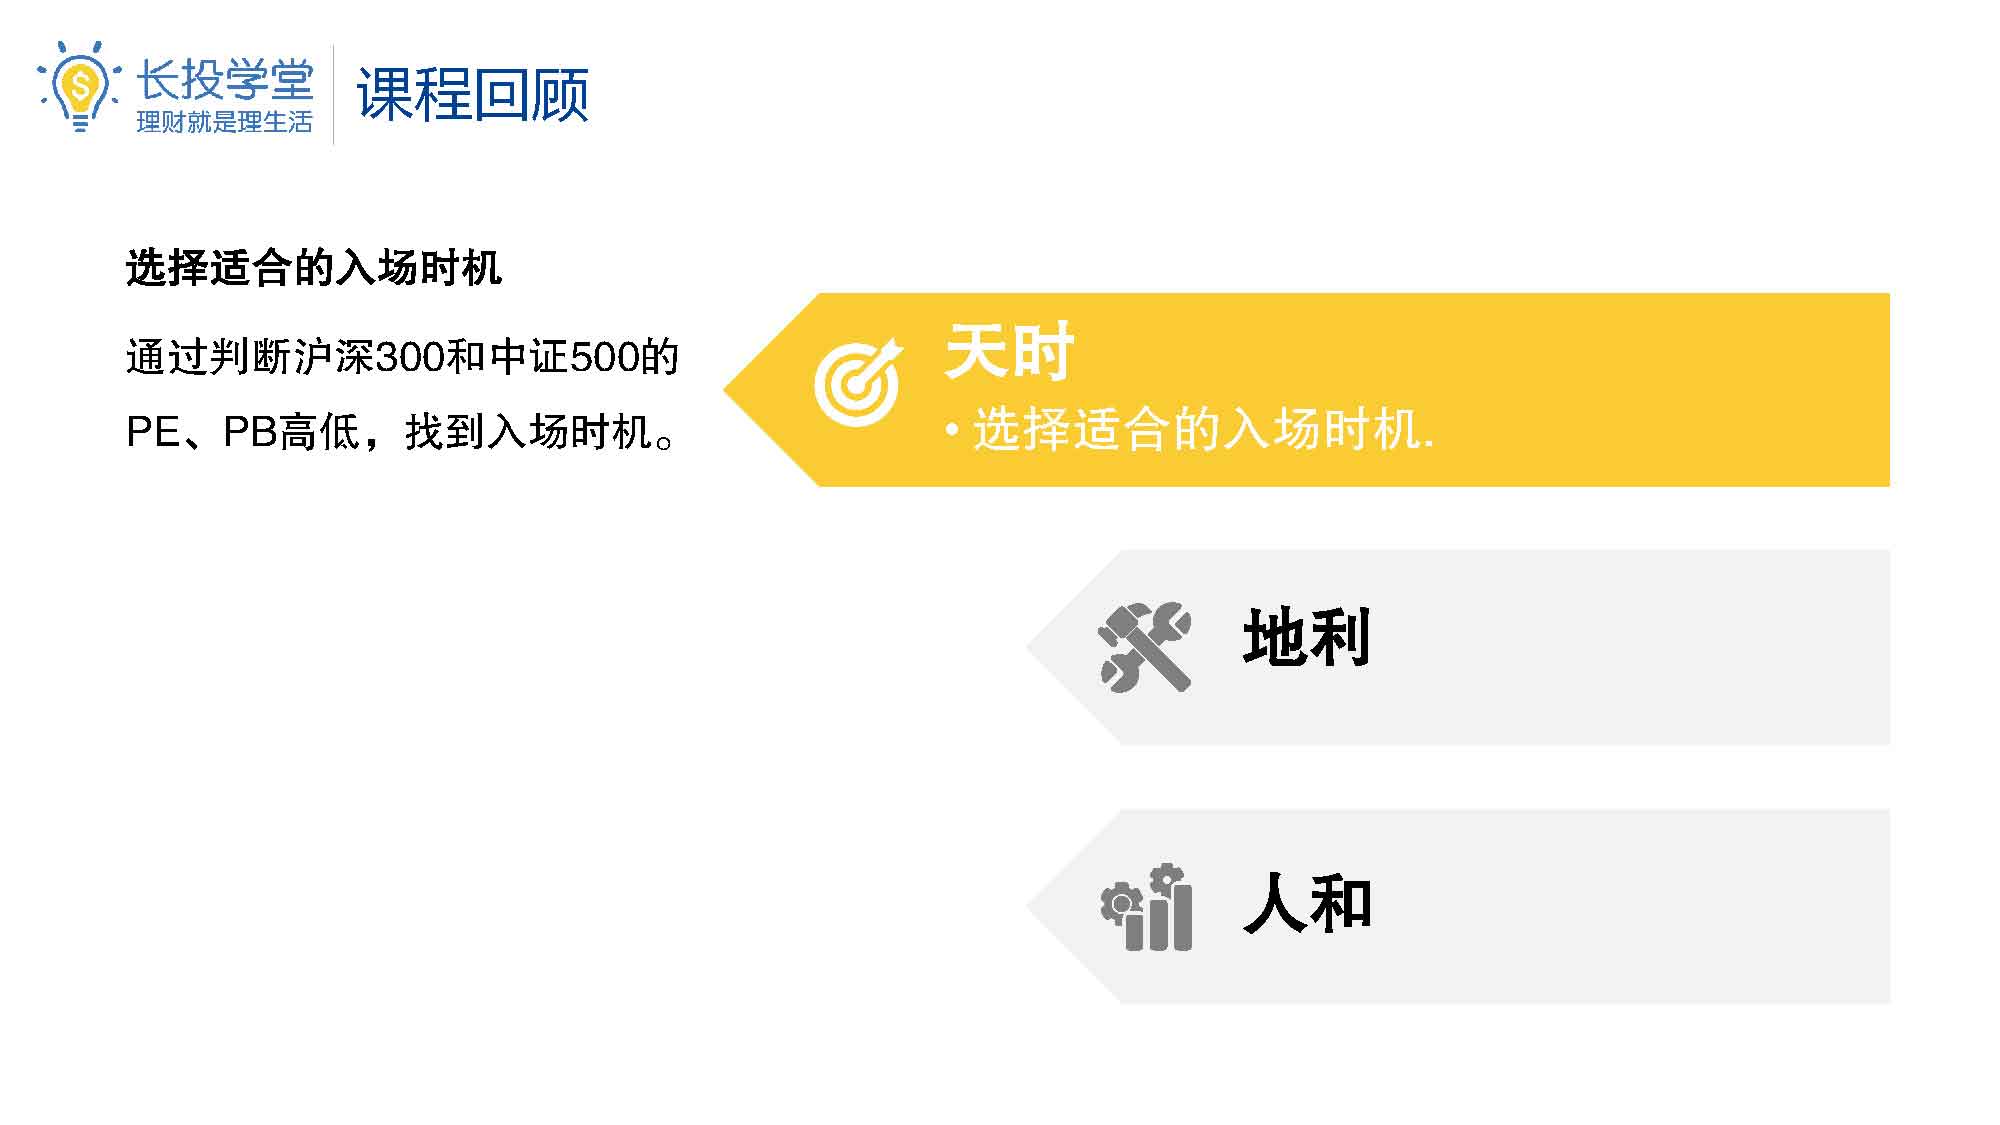 长投学堂
理财就是理生活
课程回顾
选择适合的入场时机
通过判断沪深300和中证500的
PE、PB高低，找到入场时机。
天时
• 选择适合的入场时机.
地利
人和